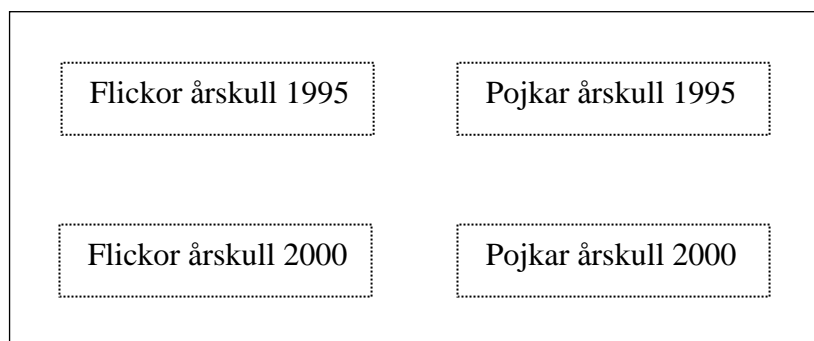 Flickor årskull 1995
Pojkar årskull 1995
Flickor årskull 2000
Pojkar årskull 2000